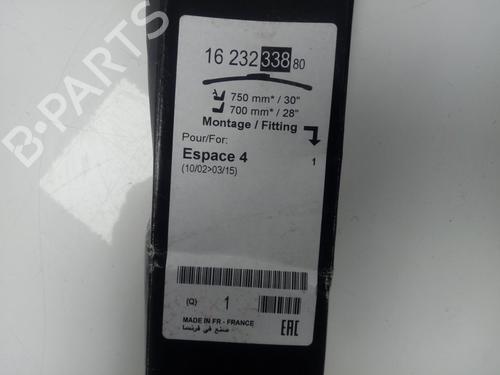 16 232 338 80
750 mm* / 30"
700 mm* / 28"
Montage / Fitting
Pour/For:
Espace 4
1
(10/02>03/15)
(Q) 1
MADE IN FR - FRANCE
صنع في فرنسا
EAC
B-PARTS